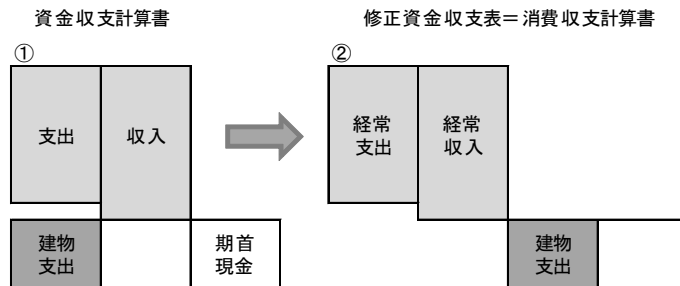 資金収支計算書
修正資金収支表＝消費収支計算書
①
②
支出
収入
経常
支出
経常
収入
建物
支出
期首
現金
建物
支出